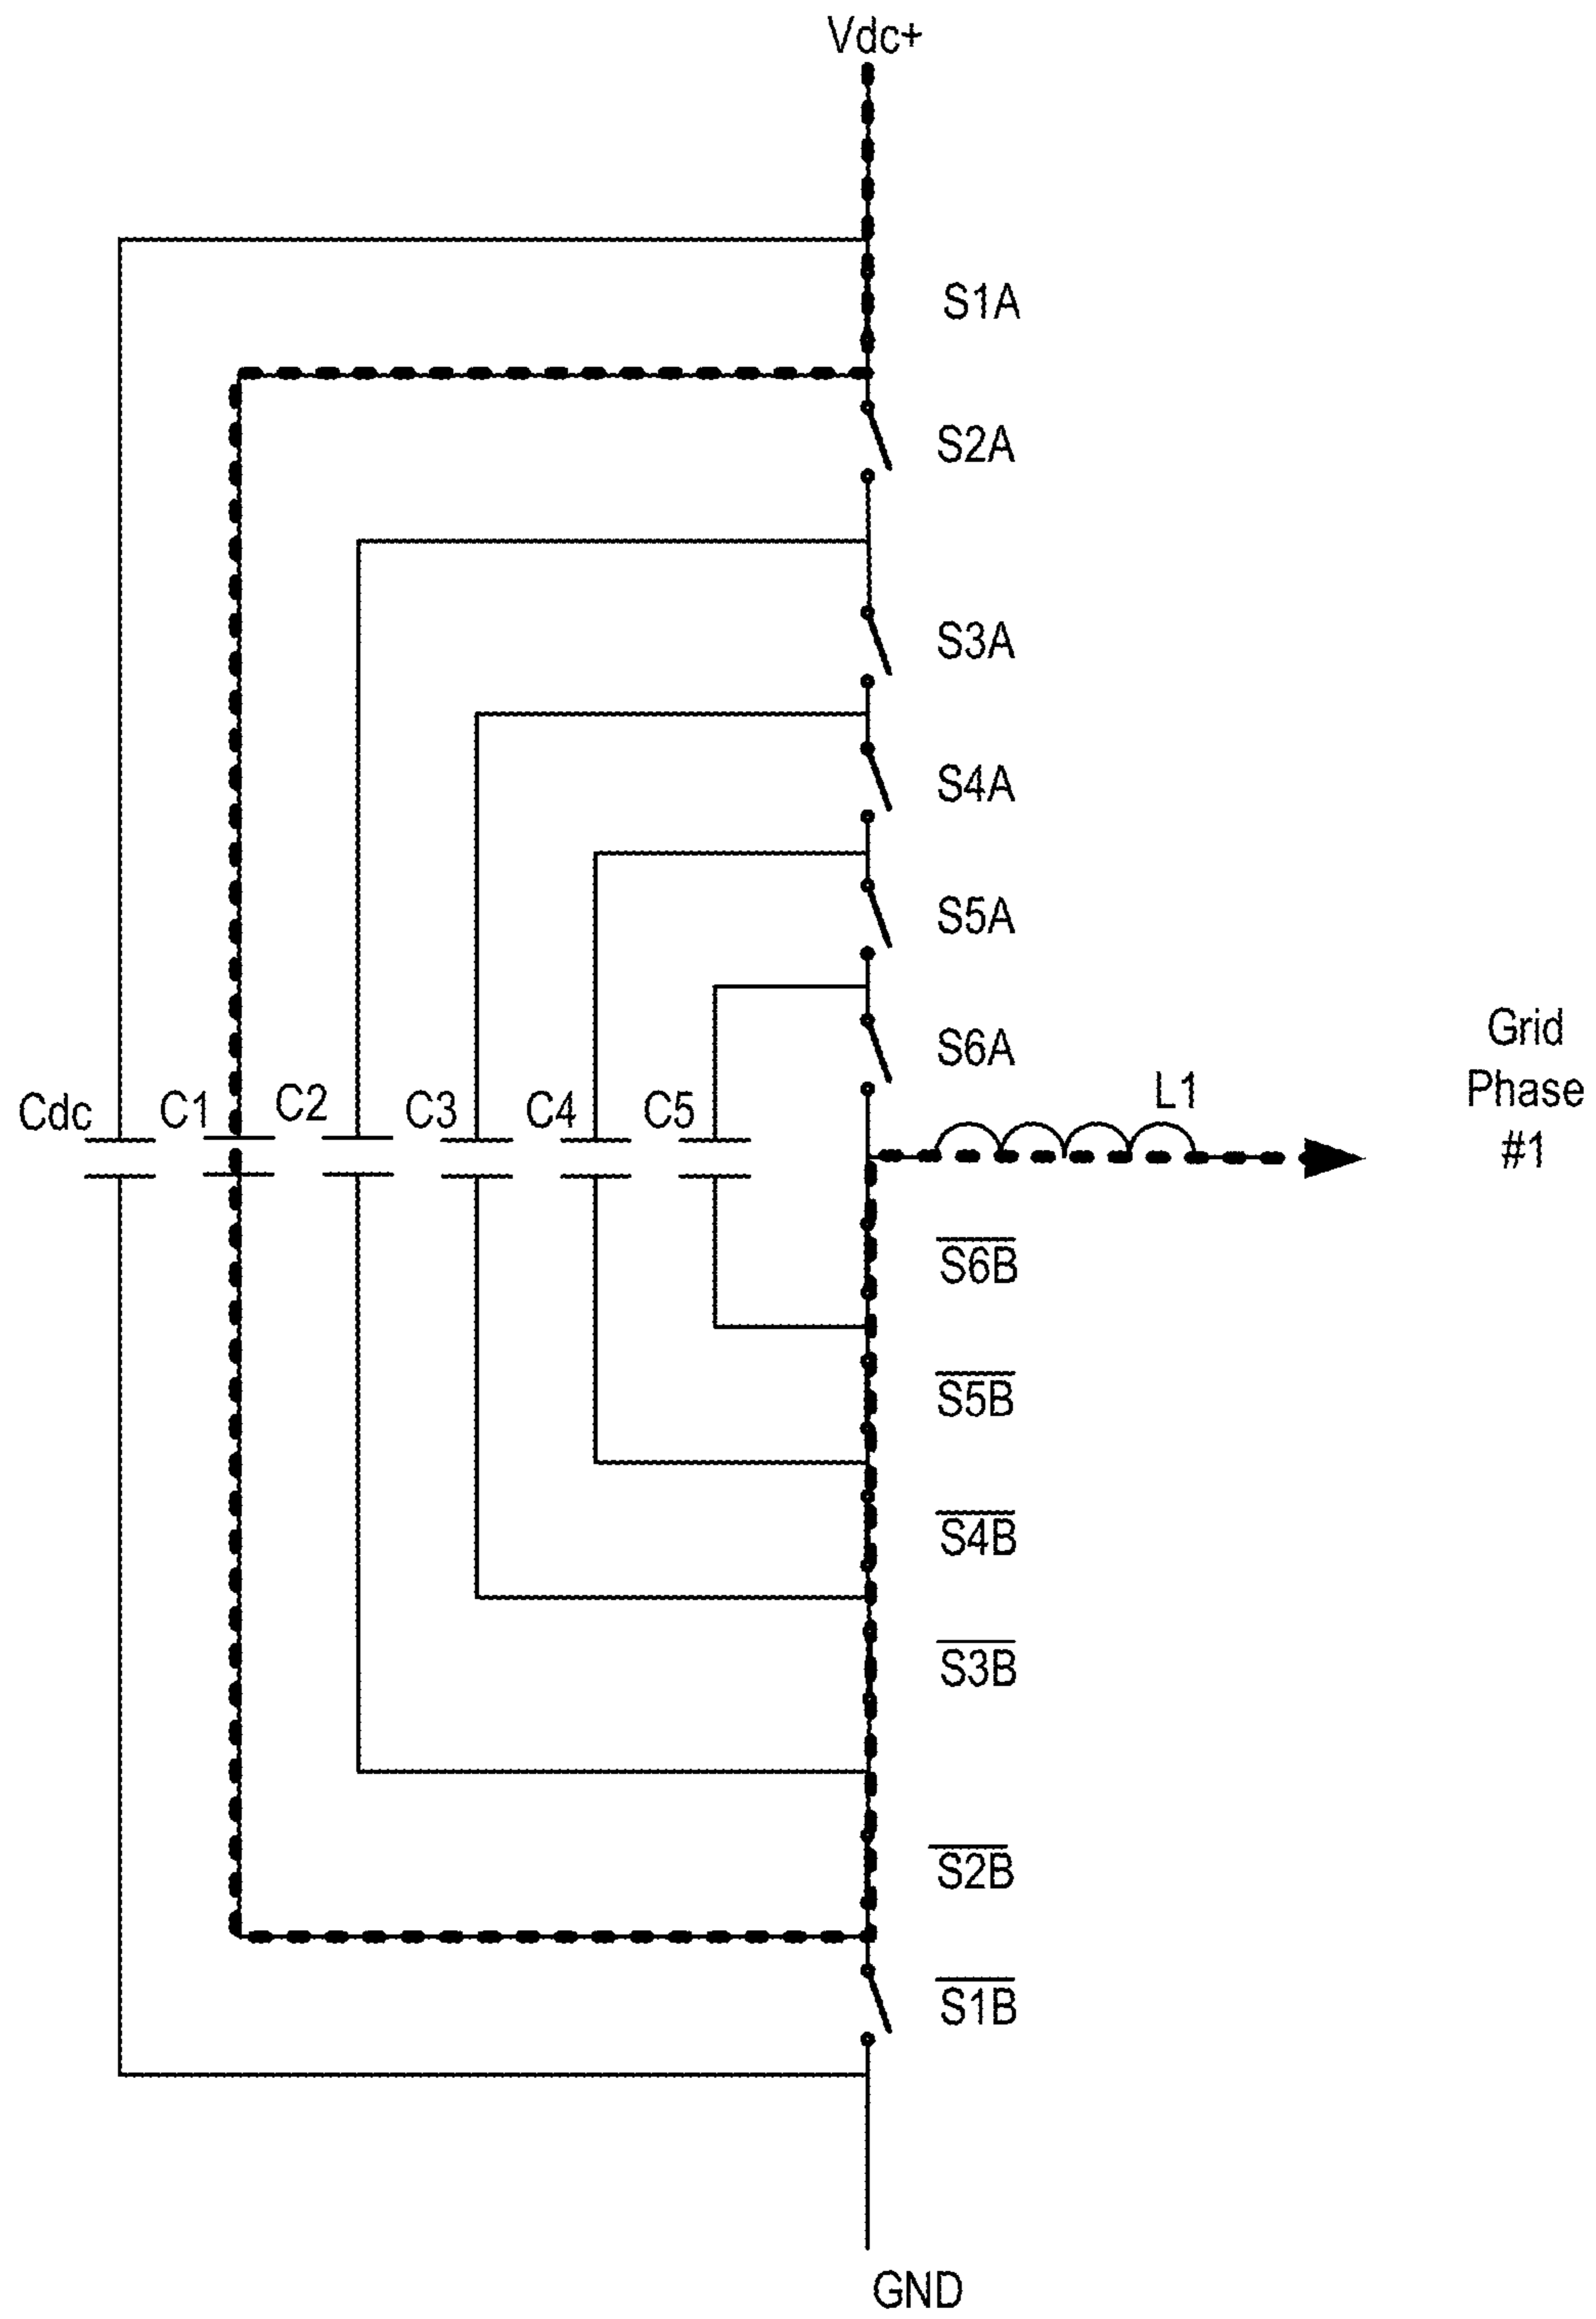 Vdc+
S1A
S2A
S3A
S4A
S5A
S6A
Cdc
C1
C2
C3
C4
C5
L1
Grid
Phase
#1
S6B
S5B
S4B
S3B
S2B
S1B
GND